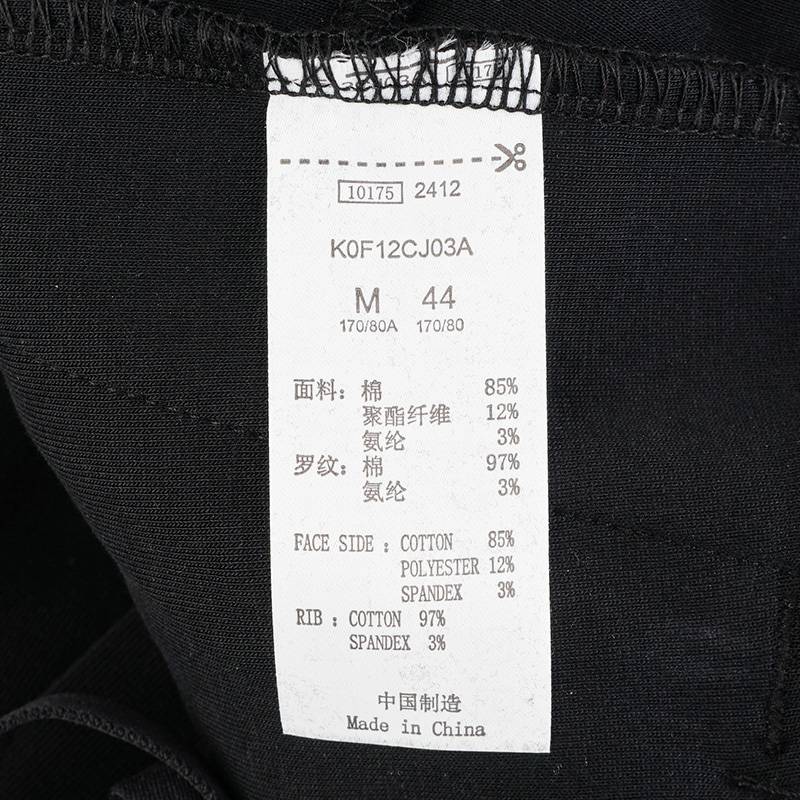 10175 2412
K0F12CJ03A
M 44
170/80A 170/80
面料：棉 85%
聚酯纤维 12%
氨纶 3%
罗纹：棉 97%
氨纶 3%
FACE SIDE : COTTON 85%
POLYESTER 12%
SPANDEX 3%
RIB : COTTON 97%
SPANDEX 3%
中国制造
Made in China